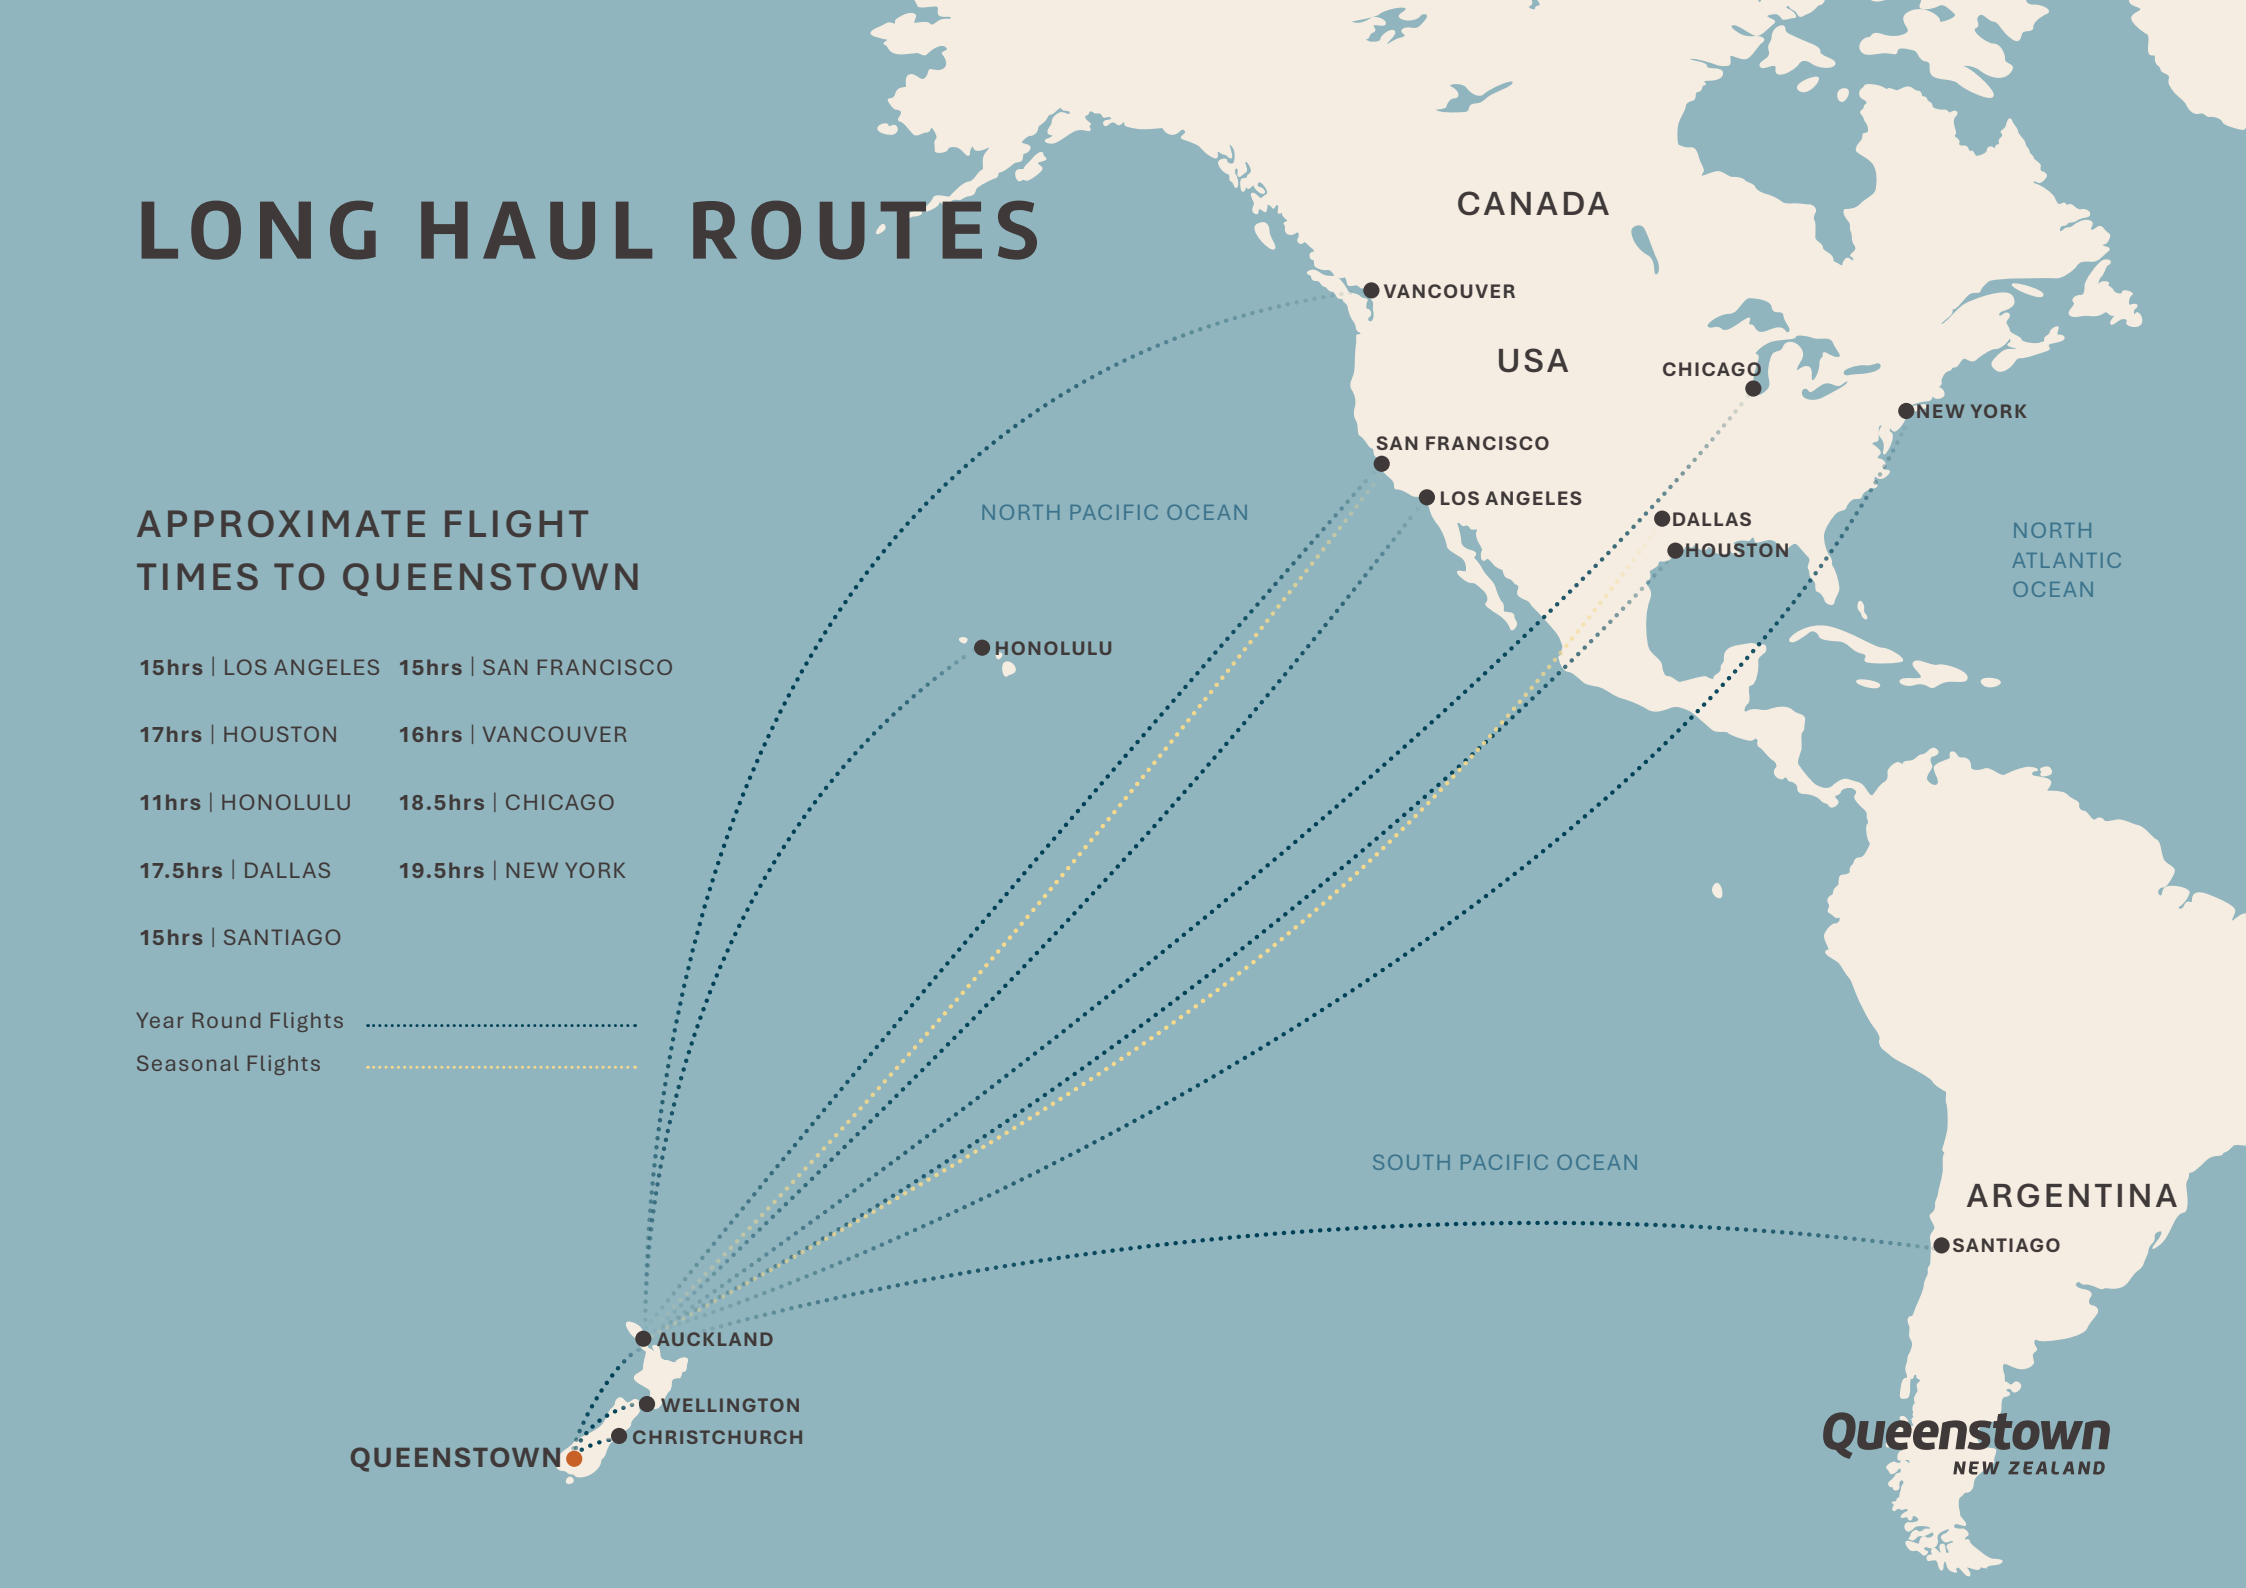 LONG HAUL ROUTES
APPROXIMATE FLIGHT
TIMES TO QUEENSTOWN
15hrs | LOS ANGELES
15hrs | SAN FRANCISCO
17hrs | HOUSTON
16hrs | VANCOUVER
11hrs | HONOLULU
18.5hrs | CHICAGO
17.5hrs | DALLAS
19.5hrs | NEW YORK
15hrs | SANTIAGO
Year Round Flights
Seasonal Flights
CANADA
VANCOUVER
USA
CHICAGO
NEW YORK
SAN FRANCISCO
LOS ANGELES
DALLAS
HOUSTON
NORTH PACIFIC OCEAN
NORTH
ATLANTIC
OCEAN
HONOLULU
SOUTH PACIFIC OCEAN
ARGENTINA
SANTIAGO
AUCKLAND
WELLINGTON
CHRISTCHURCH
QUEENSTOWN
Queenstown
NEW ZEALAND